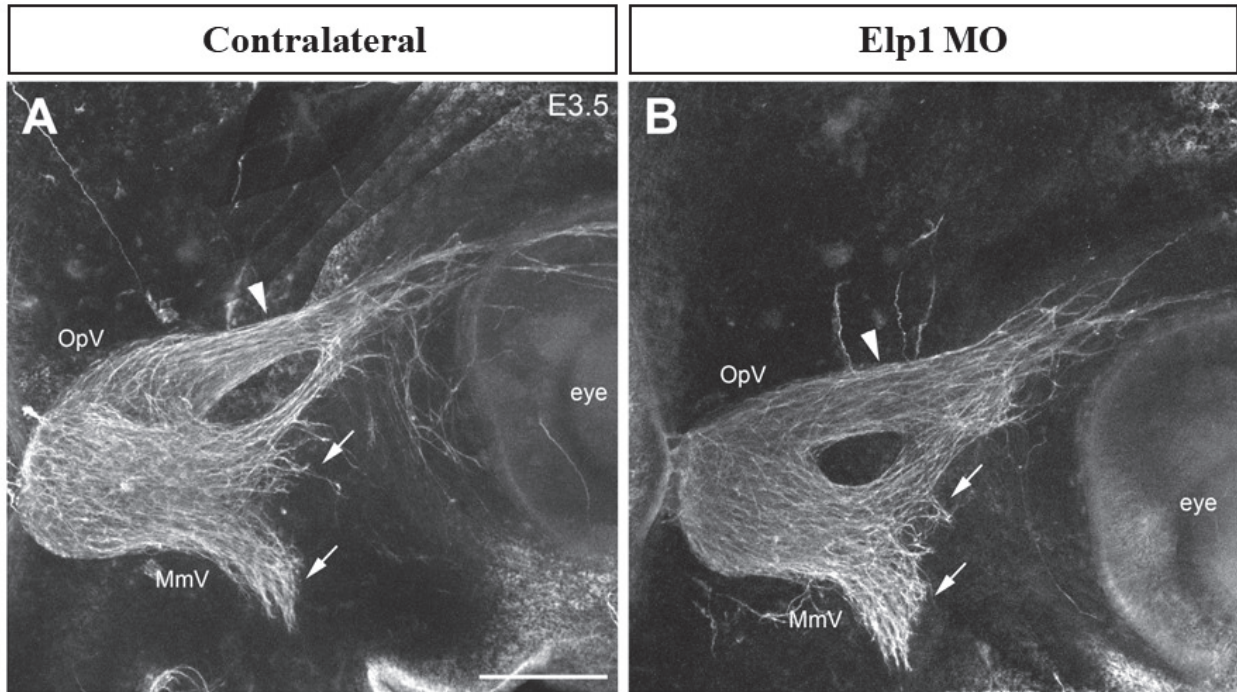 Contralateral
Elp1 MO
A
E3.5
OpV
eye
MmV
B
OpV
eye
MmV